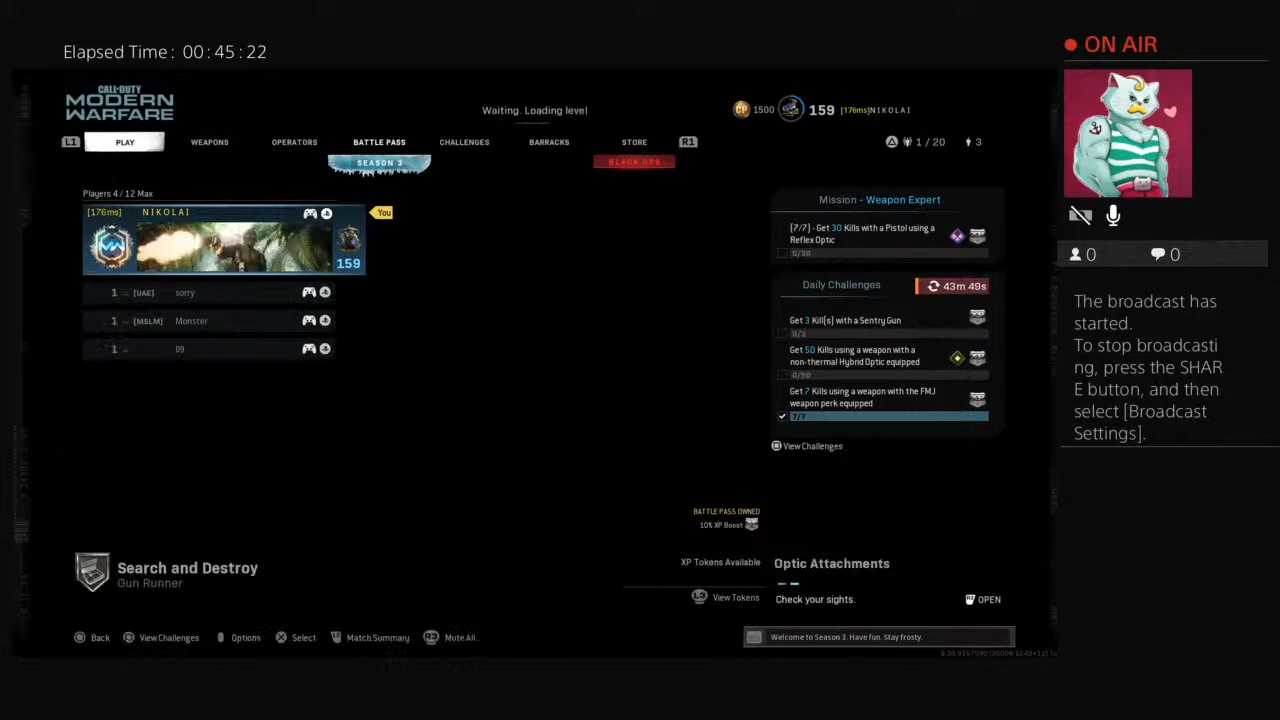 Elapsed Time: 00:45:22
ON AIR
CALL OF DUTY
MODERN
WARFARE
Waiting. Loading level
CP 1500 159 [176ms]NIKOLAI
L1 PLAY WEAPONS OPERATORS BATTLE PASS CHALLENGES BARRACKS STORE R1
1 / 20 3
SEASON 3 BLACK OPS
Players 4 / 12 Max
[176ms] NIKOLAI
You
159
1 [UAE] sorry
1 [MSLM] Monster
1 09
Mission - Weapon Expert
[7/7] - Get 30 Kills with a Pistol using a
Reflex Optic
0/30
Daily Challenges 43m 49s
Get 3 Kill[s] with a Sentry Gun
0/3
Get 50 Kills using a weapon with a
non-thermal Hybrid Optic equipped
0/50
Get 7 Kills using a weapon with the FMJ
weapon perk equipped
7/7
View Challenges
0 0
The broadcast has
started.
To stop broadcasti
ng, press the SHAR
E button, and then
select [Broadcast
Settings].
BATTLE PASS OWNED
10% XP Boost
XP Tokens Available
L3 View Tokens
Optic Attachments
Check your sights.
OPEN
Search and Destroy
Gun Runner
Back View Challenges Options Select Match Summary R3 Mute All..
Welcome to Season 3. Have fun. Stay frosty.